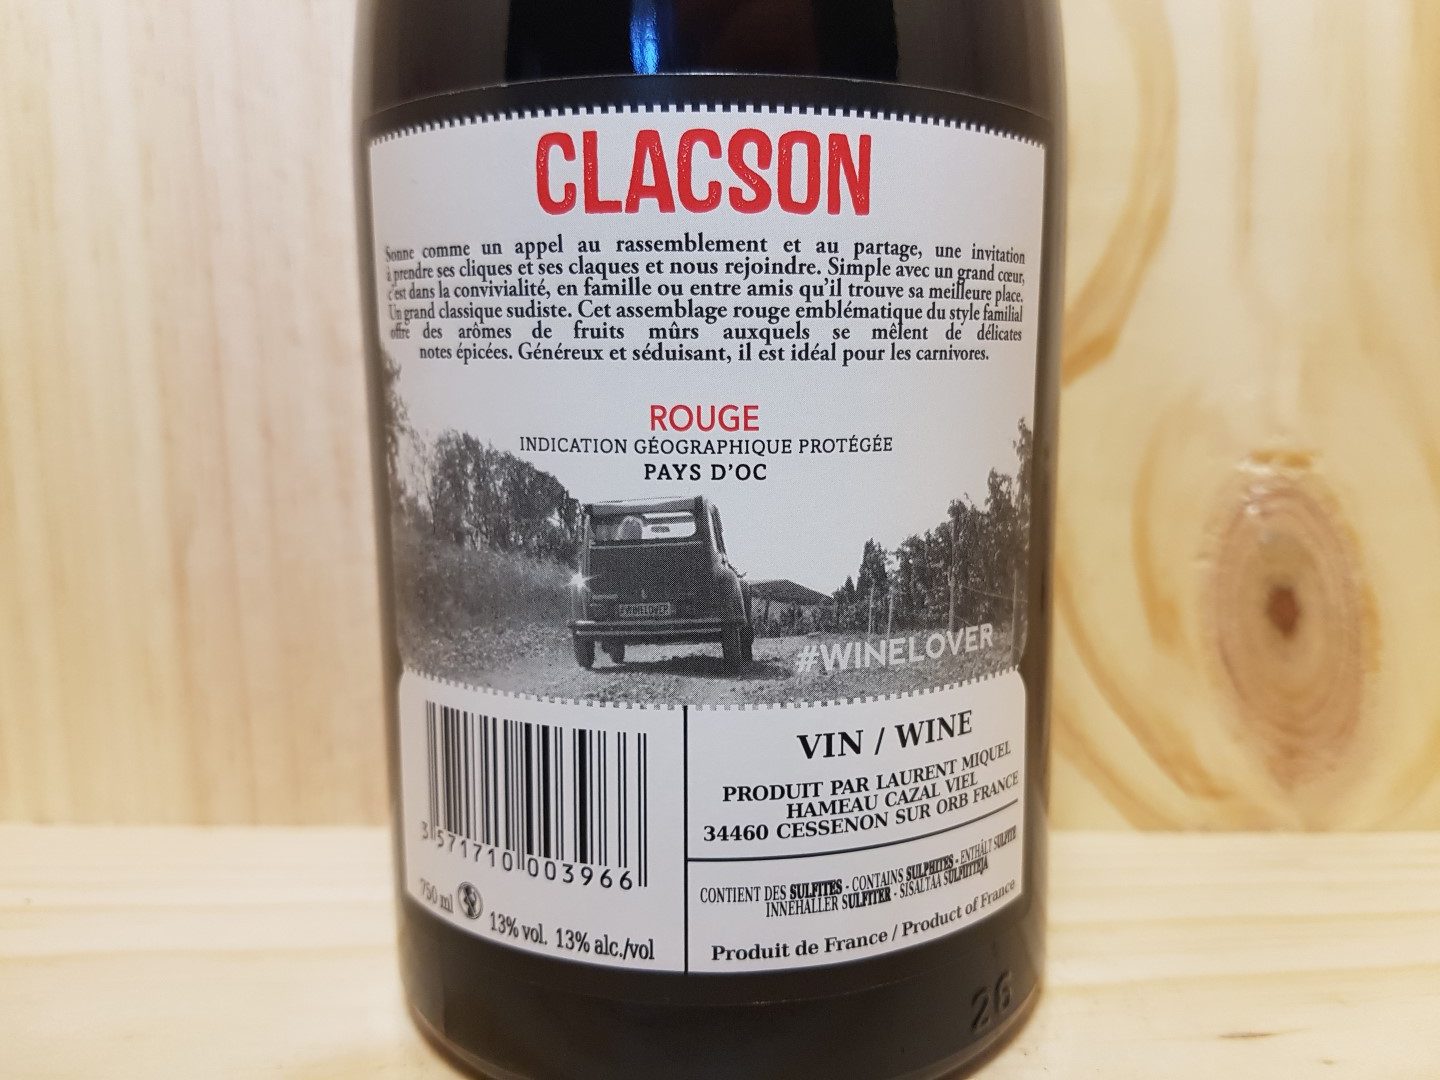 CLACSON
Sonne comme un appel au rassemblement et au partage, une invitation
à prendre ses cliques et ses claques et nous rejoindre. Simple avec un grand cœur,
c'est dans la convivialité, en famille ou entre amis qu'il trouve sa meilleure place.
Un grand classique sudiste. Cet assemblage rouge emblématique du style familial
offre des arômes de fruits mûrs auxquels se mêlent de délicates
notes épicées. Généreux et séduisant, il est idéal pour les carnivores.
ROUGE
INDICATION GÉOGRAPHIQUE PROTÉGÉE
PAYS D'OC
#WINELOVER
#WINELOVER
VIN / WINE
PRODUIT PAR LAURENT MIQUEL
HAMEAU CAZAL VIEL
34460 CESSENON SUR ORB FRANCE
3 571710 003966
750 ml
13% vol. 13% alc./vol
CONTIENT DES SULFITES - CONTAINS SULPHITES - ENTHÄLT SULFITE
INNEHÅLLER SULFITER - SISÄLTÄÄ SULFIITTEJA
Produit de France / Product of France
26